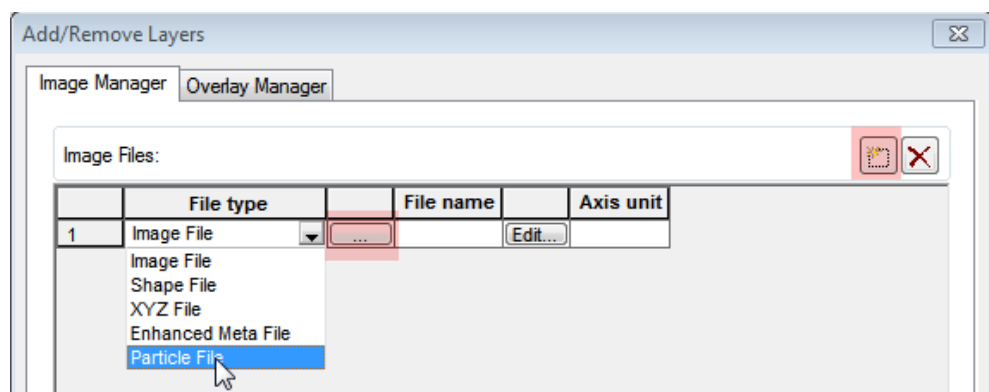 Add/Remove Layers
Image Manager Overlay Manager
Image Files:
File type File name Axis unit
1 Image File ... Edit...
Image File
Shape File
XYZ File
Enhanced Meta File
Particle File